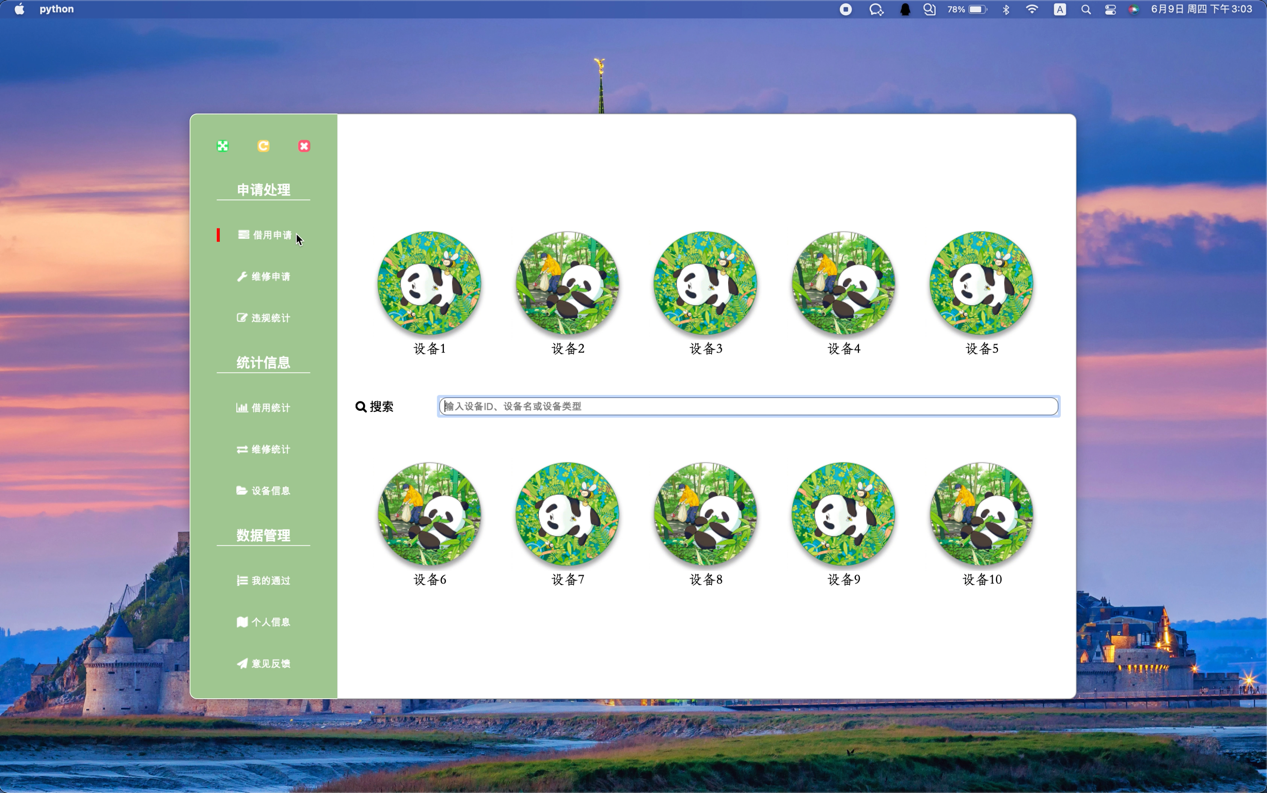 python
78%
A
6月9日 周四 下午3:03
申请处理
借用申请
维修申请
违规统计
统计信息
借用统计
维修统计
设备信息
数据管理
我的通过
个人信息
意见反馈
设备1
设备2
设备3
设备4
设备5
搜索
输入设备ID、设备名或设备类型
设备6
设备7
设备8
设备9
设备10